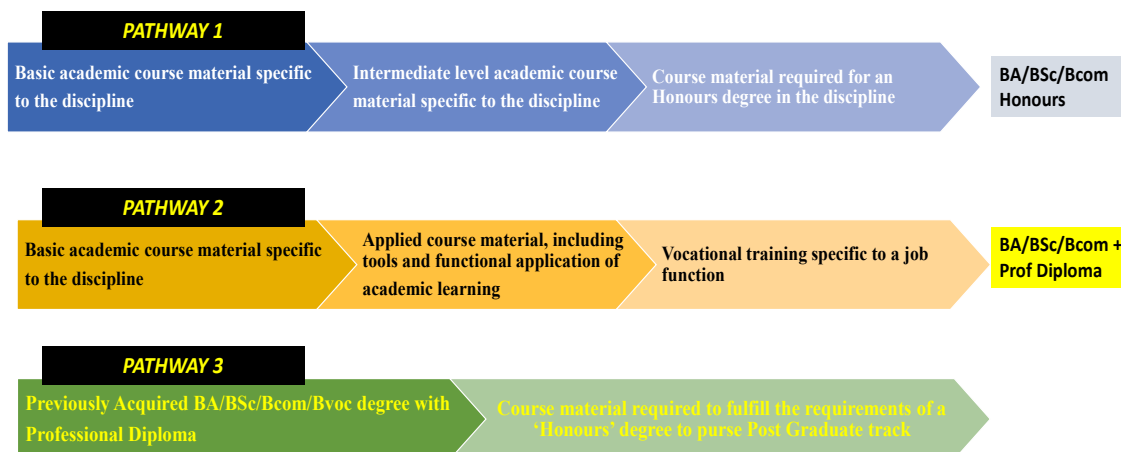 PATHWAY 1
Basic academic course material specific
to the discipline
Intermediate level academic course
material specific to the discipline
Course material required for an
Honours degree in the discipline
BA/BSc/Bcom
Honours
PATHWAY 2
Basic academic course material specific
to the discipline
Applied course material, including
tools and functional application of
academic learning
Vocational training specific to a job
function
BA/BSc/Bcom +
Prof Diploma
PATHWAY 3
Previously Acquired BA/BSc/Bcom/Bvoc degree with
Professional Diploma
Course material required to fulfill the requirements of a
‘Honours’ degree to purse Post Graduate track